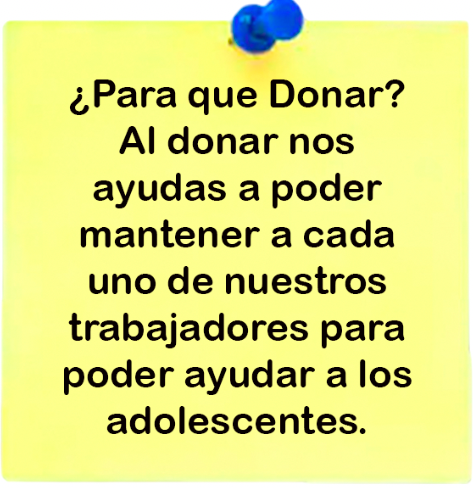 ¿Para que Donar?
Al donar nos
ayudas a poder
mantener a cada
uno de nuestros
trabajadores para
poder ayudar a los
adolescentes.